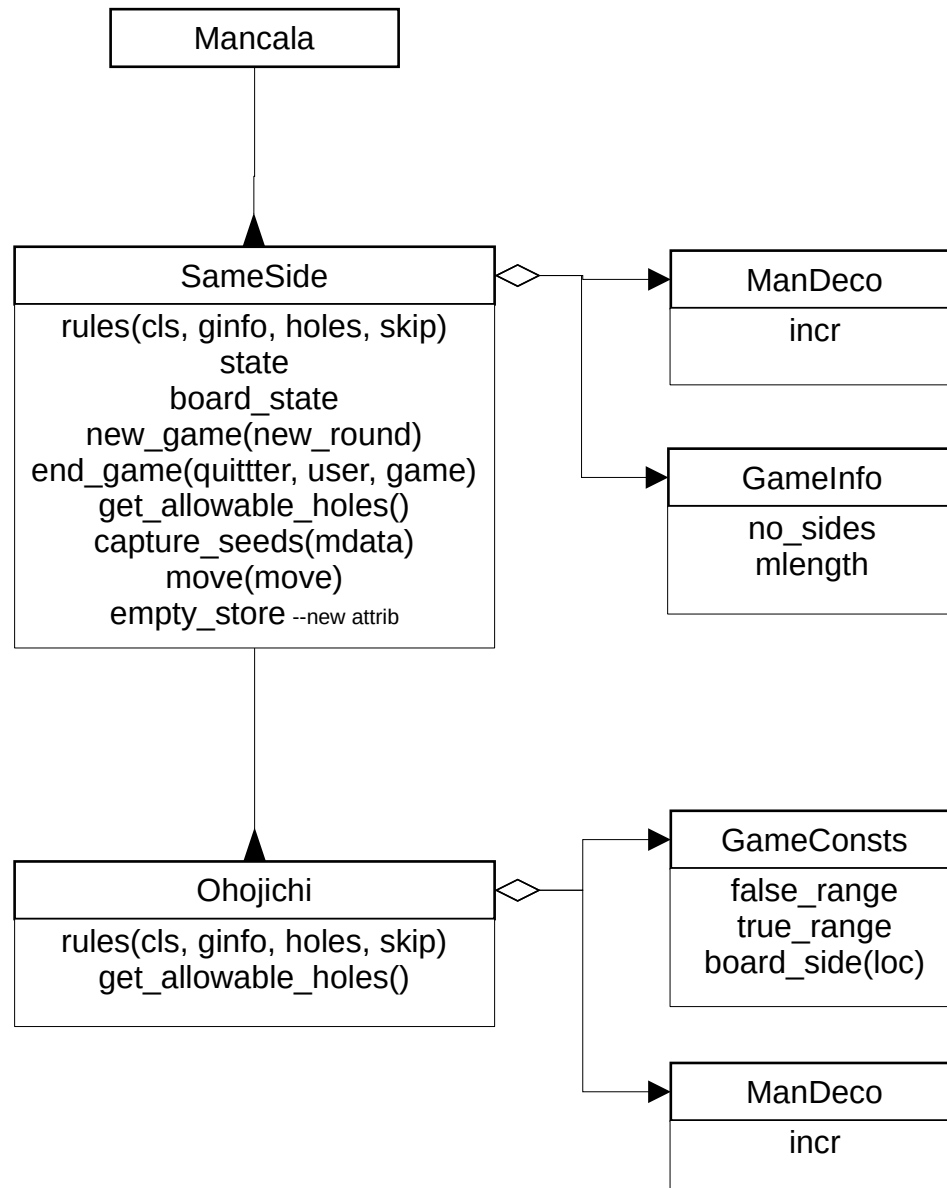 Mancala
SameSide
rules(cls, ginfo, holes, skip)
state
board_state
new_game(new_round)
end_game(quittter, user, game)
get_allowable_holes()
capture_seeds(mdata)
move(move)
empty_store --new attrib
ManDeco
incr
GameInfo
no_sides
mlength
Ohojichi
rules(cls, ginfo, holes, skip)
get_allowable_holes()
GameConsts
false_range
true_range
board_side(loc)
ManDeco
incr